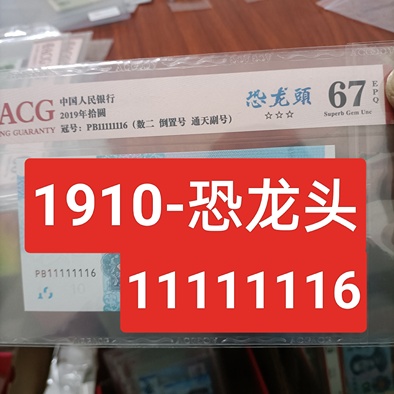 ACG
NG GUARANTY
中国人民银行
2019年拾圆
冠号:PB11111116(数二 倒置号 通天副号)
恐龙頭
☆☆☆
67
EPQ
Superb Gem Unc
1910-恐龙头
PB11111116
11111116